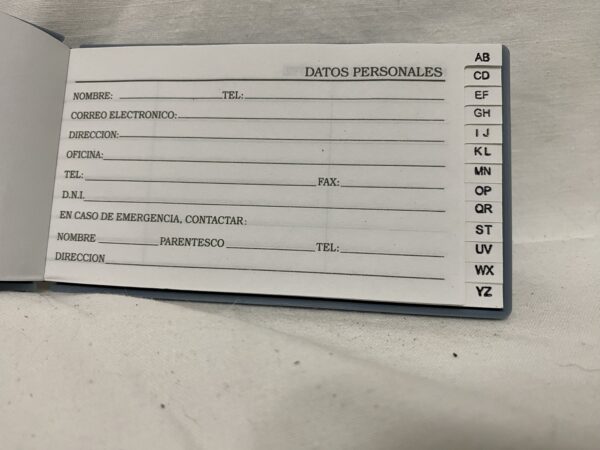 DATOS PERSONALES
NOMBRE: TEL:
CORREO ELECTRONICO:
DIRECCION:
OFICINA:
TEL: FAX:
D.N.I.
EN CASO DE EMERGENCIA, CONTACTAR:
NOMBRE PARENTESCO TEL:
DIRECCION
AB
CD
EF
GH
IJ
KL
MN
OP
QR
ST
UV
WX
YZ